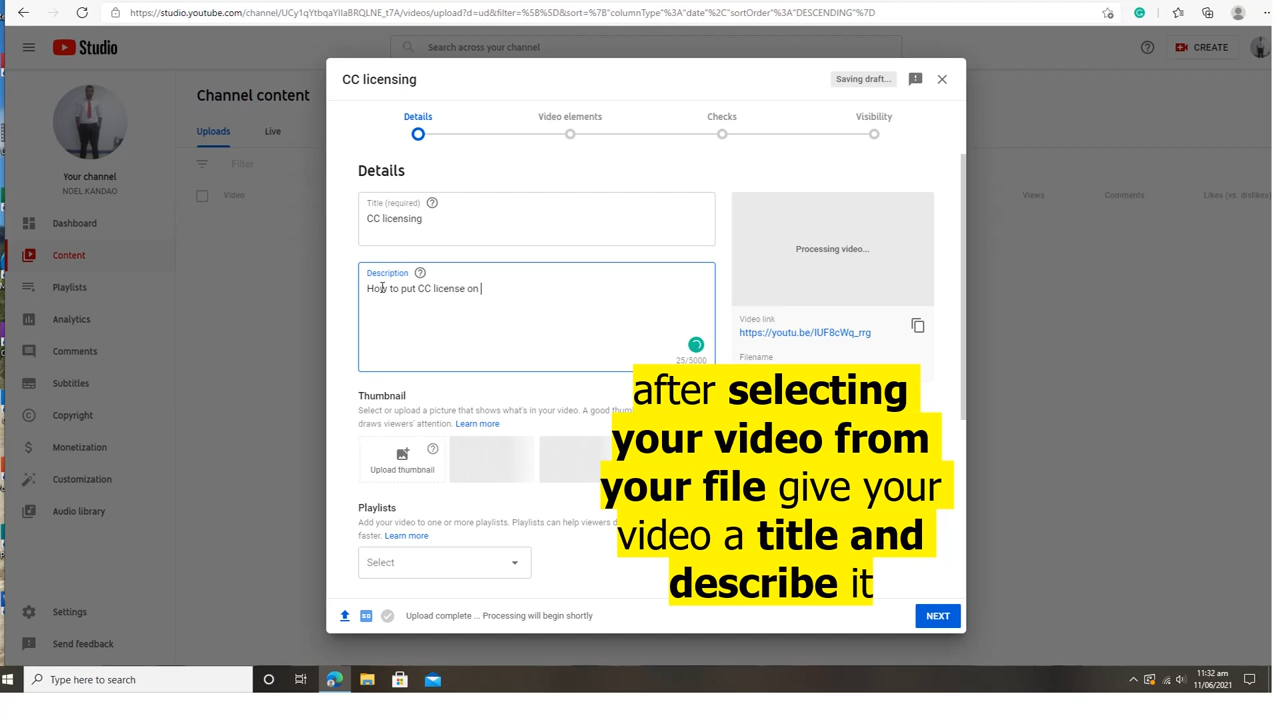 https://studio.youtube.com/channel/UCy1qYtbqaYIlaBRQLNE_t7A/videos/upload?d=ud&filter=%5B%5D&sort=%7B"columnType"%3A"date"%2C"sortOrder"%3A"DESCENDING"%7D
Studio
Search across your channel
CREATE
CC licensing
Saving draft...
Channel content
Details
Video elements
Checks
Visibility
Uploads
Live
Filter
Your channel
NOEL.KANDAO
Video
Views
Comments
Likes (vs. dislikes)
Details
Title (required)
CC licensing
Dashboard
Content
Playlists
Analytics
Comments
Subtitles
Copyright
Monetization
Customization
Audio library
Settings
Send feedback
Description
How to put CC license on
25/5000
Processing video...
Video link
https://youtu.be/IUF8cWq_rrg
Filename
Thumbnail
Select or upload a picture that shows what's in your video. A good thum
draws viewers' attention. Learn more
Upload thumbnail
Playlists
Add your video to one or more playlists. Playlists can help viewers d
faster. Learn more
Select
after selecting
your video from
your file give your
video a title and
describe it
Upload complete ... Processing will begin shortly
NEXT
Type here to search
11:32 am
11/06/2021